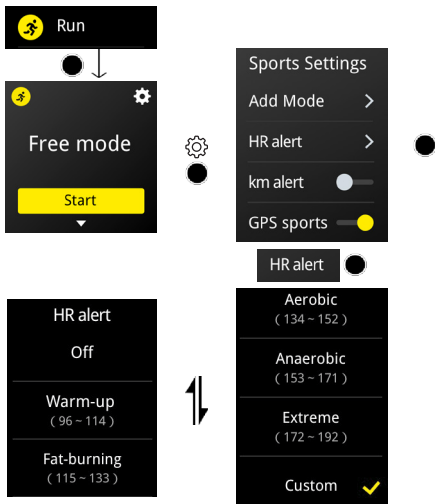 Run
Free mode
Start
Sports Settings
Add Mode
HR alert
km alert
GPS sports
HR alert
HR alert
Off
Warm-up
( 96 ~ 114 )
Fat-burning
( 115 ~ 133 )
Aerobic
( 134 ~ 152 )
Anaerobic
( 153 ~ 171 )
Extreme
( 172 ~ 192 )
Custom